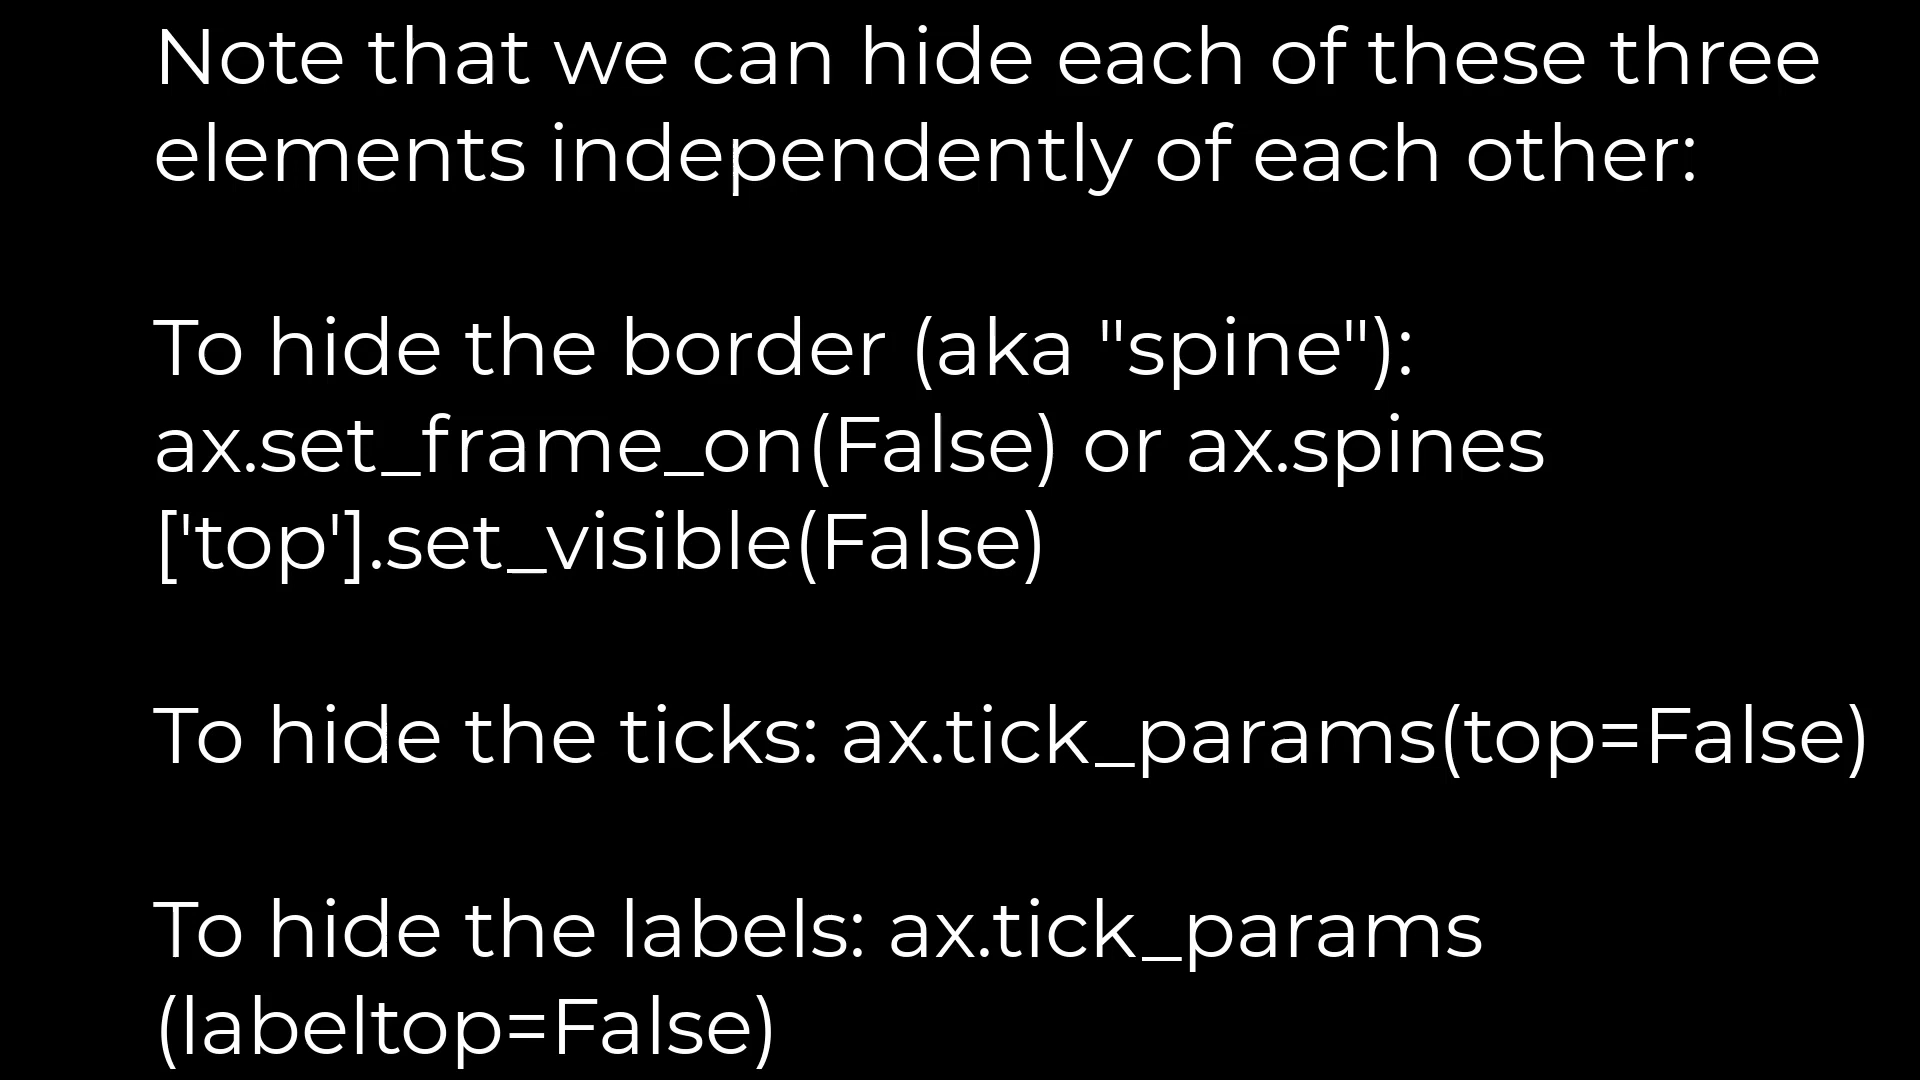 Note that we can hide each of these three
elements independently of each other:
To hide the border (aka "spine"):
ax.set_frame_on(False) or ax.spines
['top'].set_visible(False)
To hide the ticks: ax.tick_params(top=False)
To hide the labels: ax.tick_params
(labeltop=False)